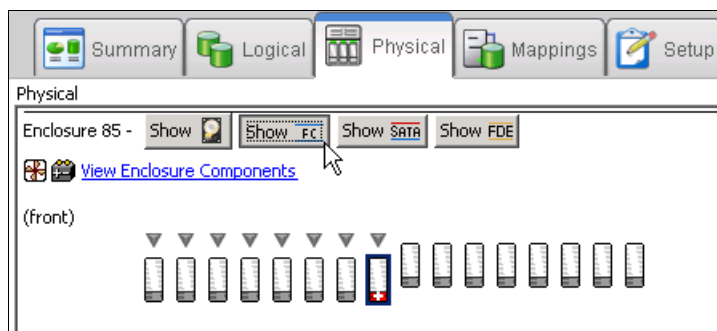 Summary Logical Physical Mappings Setup
Physical
Enclosure 85 - Show Show FC Show SATA Show FDE
View Enclosure Components
(front)